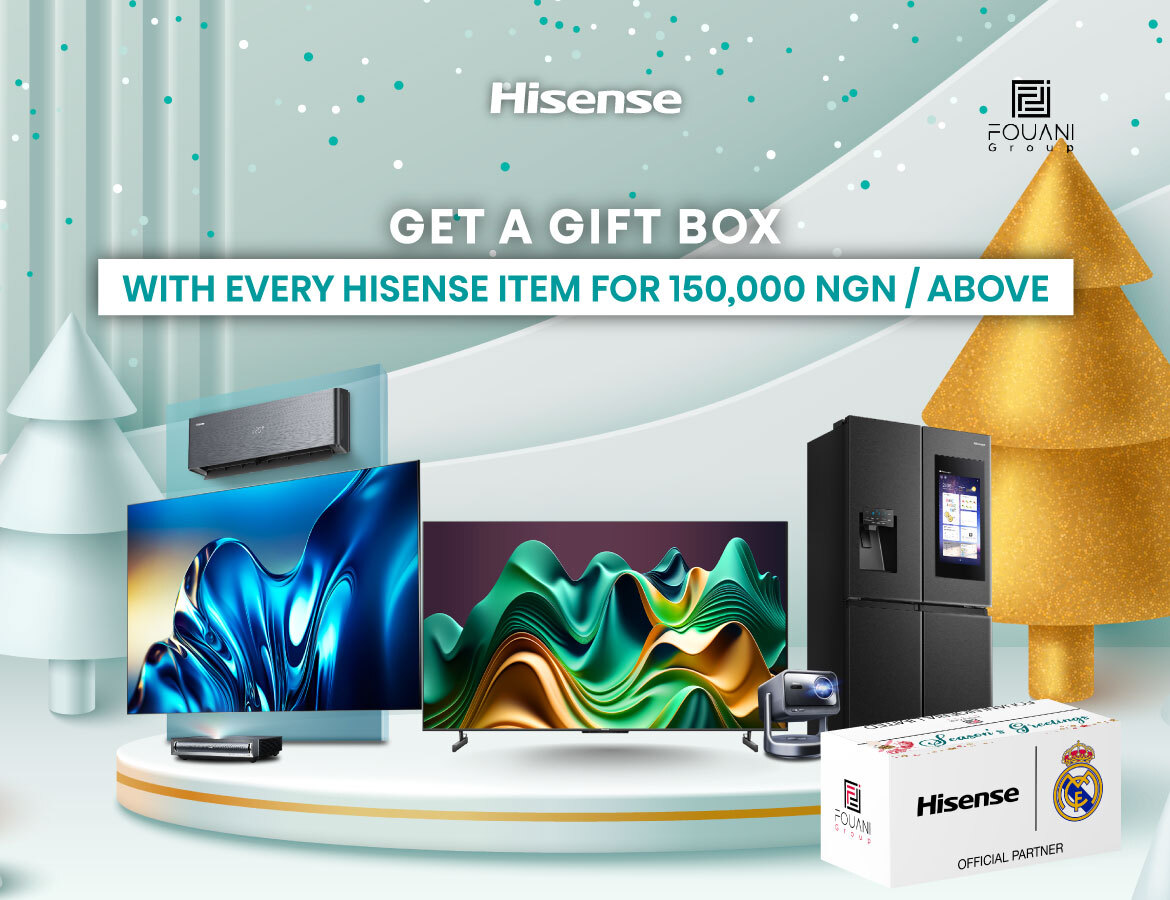 Hisense
FOUANI
Group
GET A GIFT BOX
WITH EVERY HISENSE ITEM FOR 150,000 NGN / ABOVE
Season's Greetings
FOUANI
Group
Hisense
OFFICIAL PARTNER